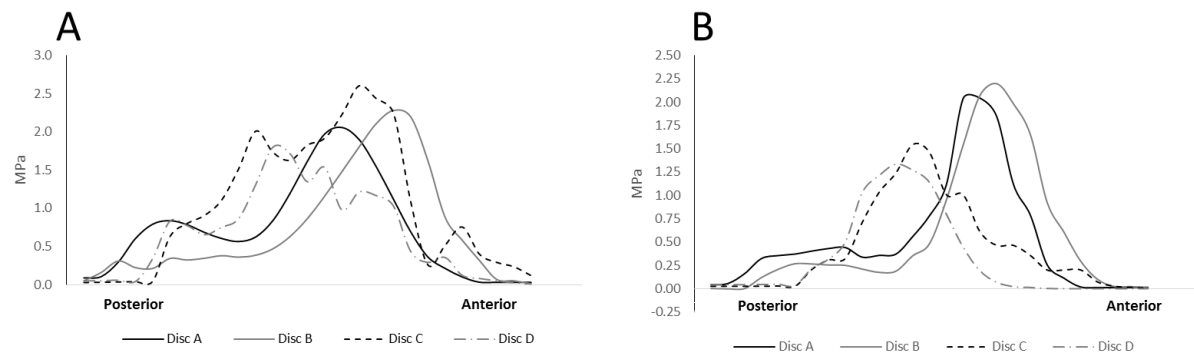 A
MPa
3.0
2.5
2.0
1.5
1.0
0.5
0.0
Posterior Anterior
Disc A Disc B Disc C Disc D
B
MPa
2.50
2.25
2.00
1.75
1.50
1.25
1.00
0.75
0.50
0.25
0.00
-0.25
Posterior Anterior
Disc A Disc B Disc C Disc D